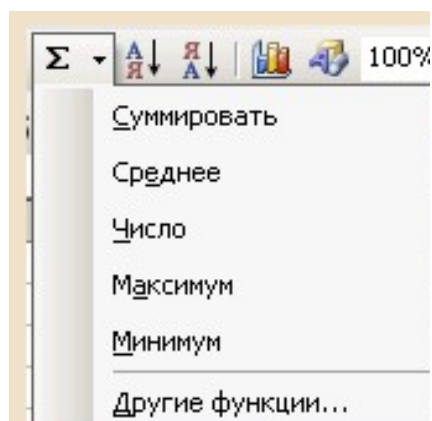 Σ А Я Я А 100%
Суммировать
Среднее
Число
Максимум
Минимум
Другие функции...